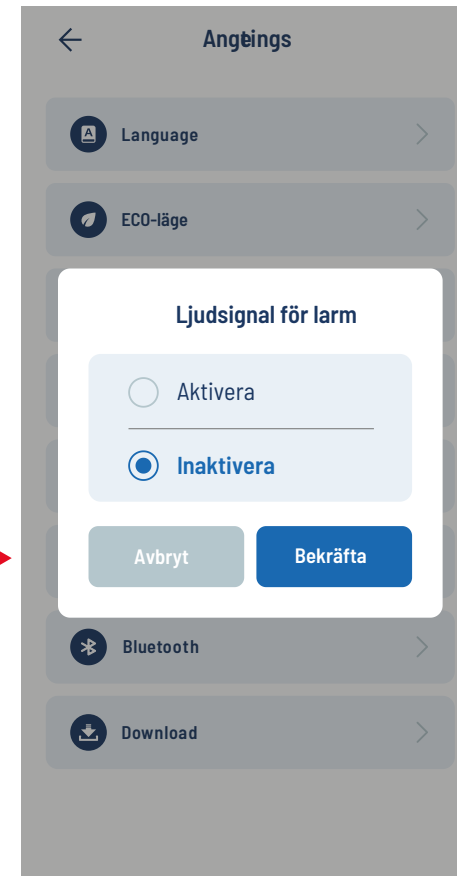 Language
ECO-läge
Ljudsignal för larm
Aktivera
Inaktivera
Avbryt
Bekräfta
Bluetooth
Download